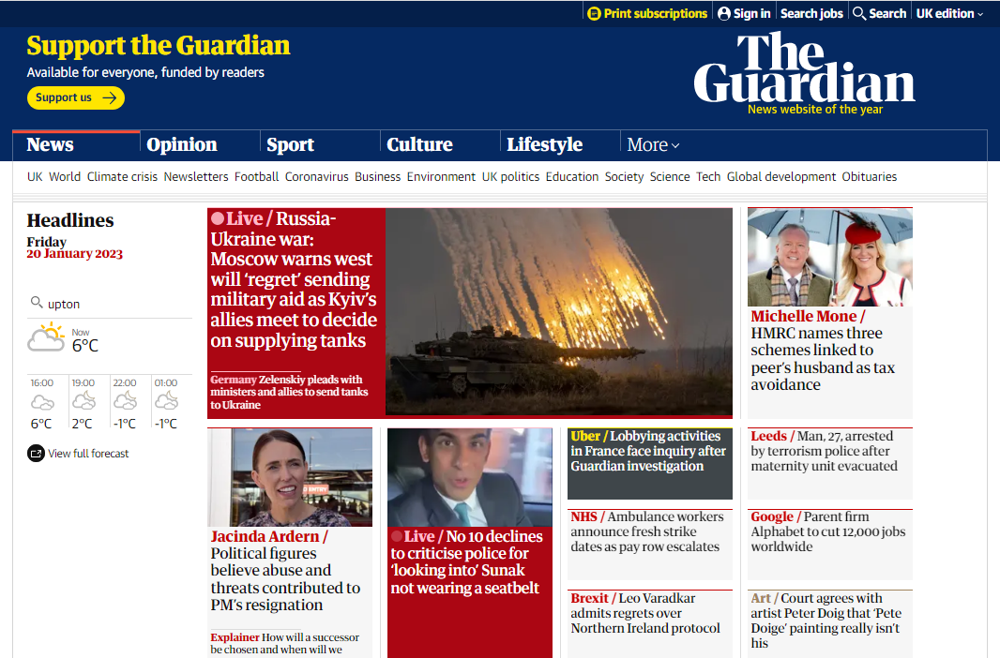 Print subscriptions
Sign in
Search jobs
Search
UK edition
Support the Guardian
Available for everyone, funded by readers
Support us
The
Guardian
News website of the year
News
Opinion
Sport
Culture
Lifestyle
More
UK World Climate crisis Newsletters Football Coronavirus Business Environment UK politics Education Society Science Tech Global development Obituaries
Headlines
Friday
20 January 2023
upton
Now
6°C
16:00 19:00 22:00 01:00
6°C 2°C -1°C -1°C
View full forecast
Live / Russia-
Ukraine war:
Moscow warns west
will ‘regret’ sending
military aid as Kyiv’s
allies meet to decide
on supplying tanks
Germany Zelenskiy pleads with
ministers and allies to send tanks
to Ukraine
Michelle Mone /
HMRC names three
schemes linked to
peer’s husband as tax
avoidance
ENTRY
Jacinda Ardern /
Political figures
believe abuse and
threats contributed to
PM’s resignation
Explainer How will a successor
be chosen and when will we
Live / No 10 declines
to criticise police for
‘looking into’ Sunak
not wearing a seatbelt
Uber / Lobbying activities
in France face inquiry after
Guardian investigation
NHS / Ambulance workers
announce fresh strike
dates as pay row escalates
Brexit / Leo Varadkar
admits regrets over
Northern Ireland protocol
Leeds / Man, 27, arrested
by terrorism police after
maternity unit evacuated
Google / Parent firm
Alphabet to cut 12,000 jobs
worldwide
Art / Court agrees with
artist Peter Doig that ‘Pete
Doige’ painting really isn’t
his